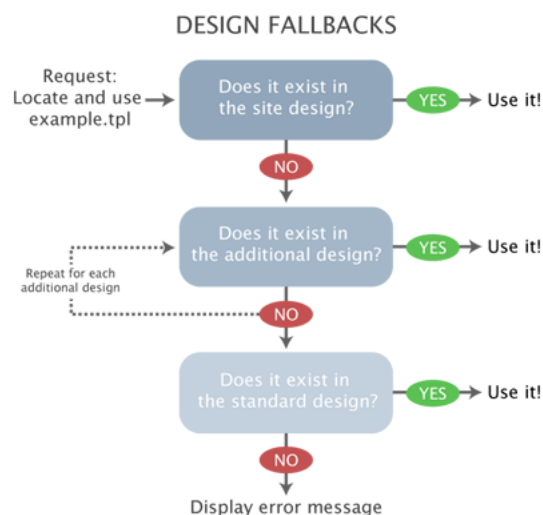 DESIGN FALLBACKS
Request:
Locate and use
example.tpl
Does it exist in
the site design?
YES
Use it!
NO
Does it exist in
the additional design?
YES
Use it!
Repeat for each
additional design
NO
Does it exist in
the standard design?
YES
Use it!
NO
Display error message